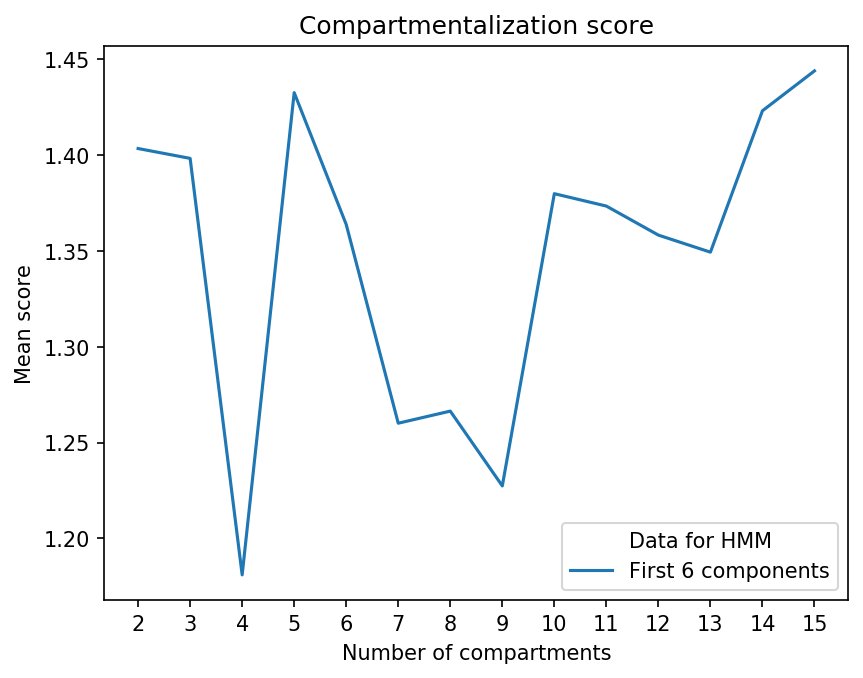 Compartmentalization score
1.45
1.40
1.35
1.30
1.25
1.20
Mean score
2 3 4 5 6 7 8 9 10 11 12 13 14 15
Number of compartments
Data for HMM
First 6 components